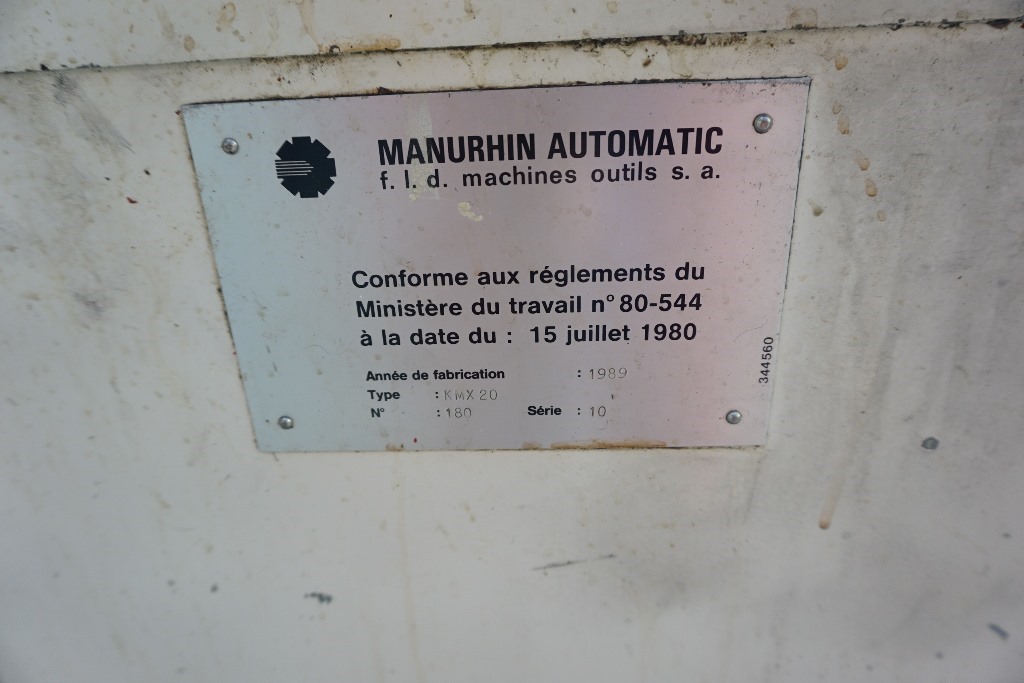 MANURHIN AUTOMATIC
f. l. d. machines outils s. a.
Conforme aux réglements du
Ministère du travail n° 80-544
à la date du : 15 juillet 1980
Année de fabrication : 1989
Type : KMX 20
N° : 180 Série : 10
344560